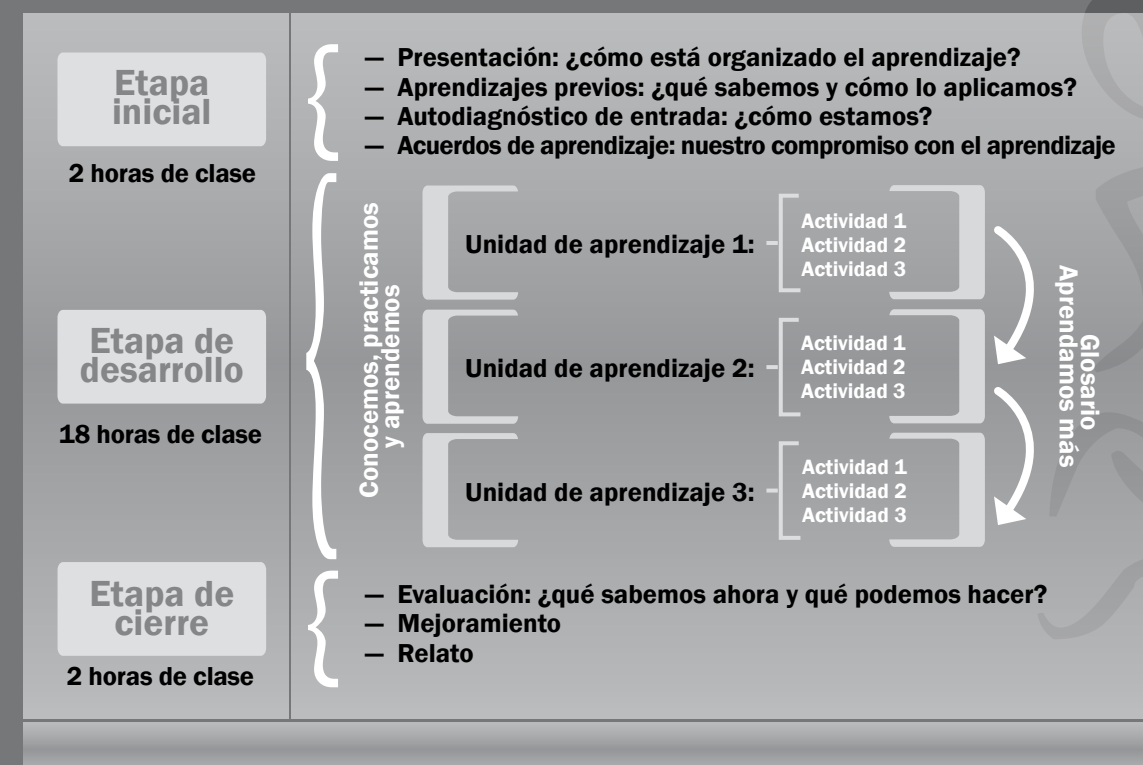 Etapa
inicial
2 horas de clase
— Presentación: ¿cómo está organizado el aprendizaje?
— Aprendizajes previos: ¿qué sabemos y cómo lo aplicamos?
— Autodiagnóstico de entrada: ¿cómo estamos?
— Acuerdos de aprendizaje: nuestro compromiso con el aprendizaje
Etapa de
desarrollo
18 horas de clase
Conocemos, practicamos
y aprendemos
Unidad de aprendizaje 1:
Actividad 1
Actividad 2
Actividad 3
Unidad de aprendizaje 2:
Actividad 1
Actividad 2
Actividad 3
Unidad de aprendizaje 3:
Actividad 1
Actividad 2
Actividad 3
Glosario
Aprendamos más
Etapa de
cierre
2 horas de clase
— Evaluación: ¿qué sabemos ahora y qué podemos hacer?
— Mejoramiento
— Relato